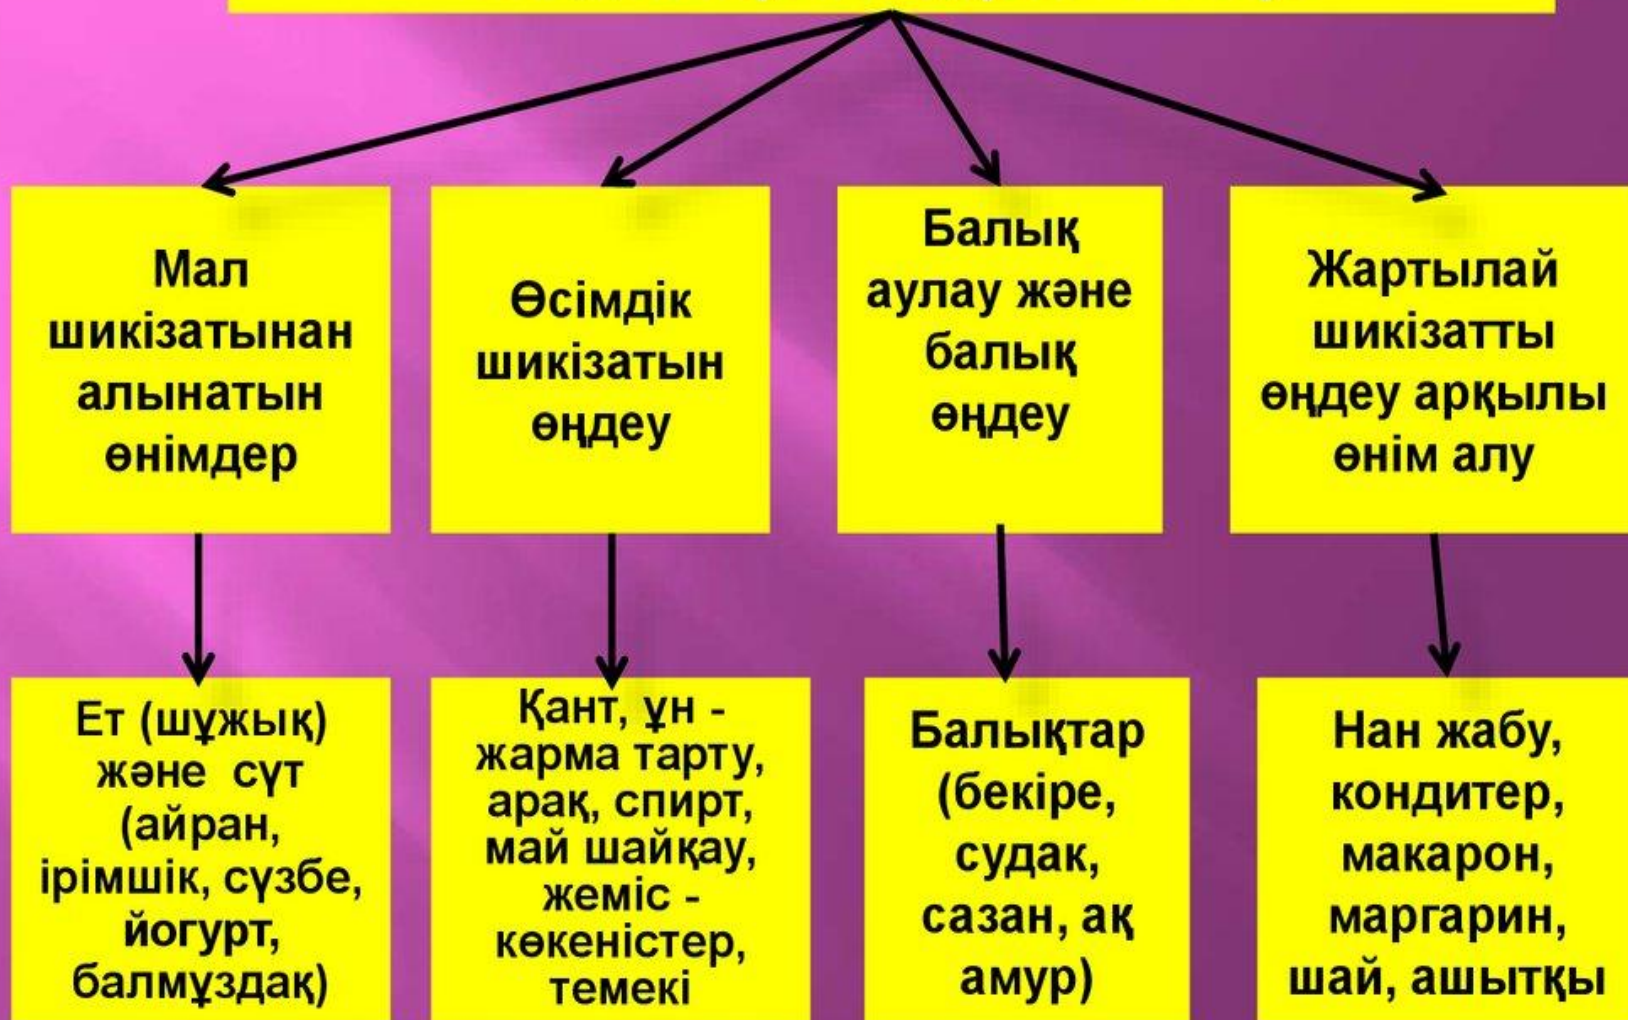 Мал
шикізатынан
алынатын
өнімдер
Өсімдік
шикізатын
өңдеу
Балық
аулау және
балық
өңдеу
Жартылай
шикізатты
өңдеу арқылы
өнім алу
Ет (шұжық)
және сүт
(айран,
ірімшік, сүзбе,
йогурт,
балмұздақ)
Қант, ұн -
жарма тарту,
арақ, спирт,
май шайқау,
жеміс -
көкеністер,
темекі
Балықтар
(бекіре,
судак,
сазан, ақ
амур)
Нан жабу,
кондитер,
макарон,
маргарин,
шай, ашытқы